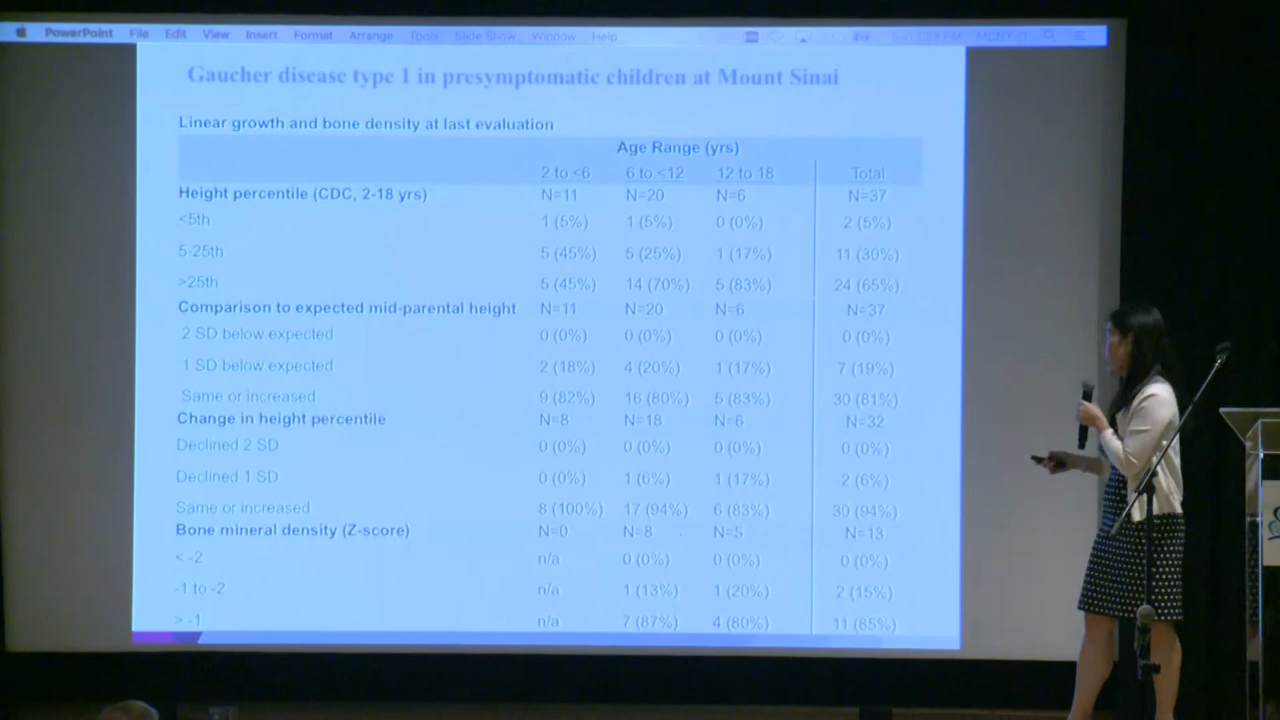 PowerPoint File Edit View Insert Format Arrange Tools Slide Show Window Help
Gaucher disease type 1 in presymptomatic children at Mount Sinai
Linear growth and bone density at last evaluation
Age Range (yrs)
2 to <6 6 to <12 12 to 18 Total
Height percentile (CDC, 2-18 yrs) N=11 N=20 N=6 N=37
<5th 1 (5%) 1 (5%) 0 (0%) 2 (5%)
5-25th 5 (45%) 5 (25%) 1 (17%) 11 (30%)
>25th 5 (45%) 14 (70%) 5 (83%) 24 (65%)
Comparison to expected mid-parental height N=11 N=20 N=6 N=37
2 SD below expected 0 (0%) 0 (0%) 0 (0%) 0 (0%)
1 SD below expected 2 (18%) 4 (20%) 1 (17%) 7 (19%)
Same or increased 9 (82%) 16 (80%) 5 (83%) 30 (81%)
Change in height percentile N=8 N=18 N=6 N=32
Declined 2 SD 0 (0%) 0 (0%) 0 (0%) 0 (0%)
Declined 1 SD 0 (0%) 1 (6%) 1 (17%) 2 (6%)
Same or increased 8 (100%) 17 (94%) 6 (83%) 30 (94%)
Bone mineral density (Z-score) N=0 N=8 N=5 N=13
< -2 n/a 0 (0%) 0 (0%) 0 (0%)
-1 to -2 n/a 1 (13%) 1 (20%) 2 (15%)
> -1 n/a 7 (87%) 4 (80%) 11 (85%)